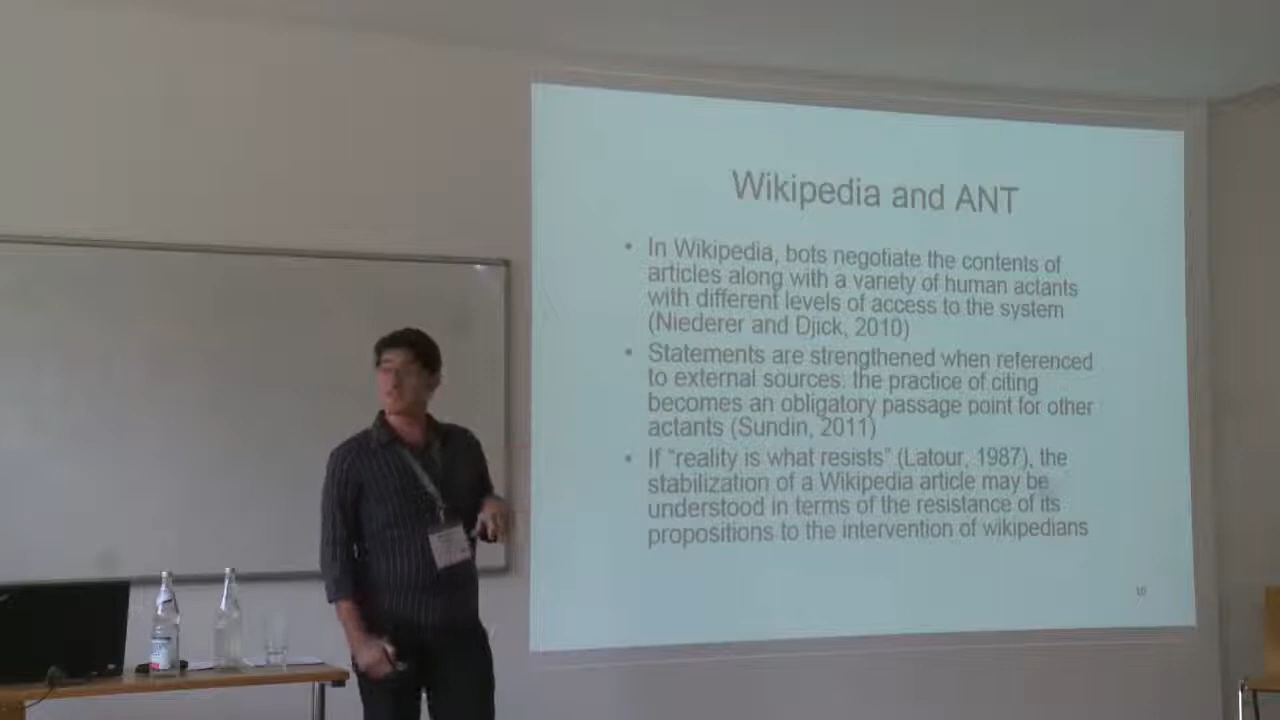 Wikipedia and ANT
• In Wikipedia, bots negotiate the contents of
articles along with a variety of human actants
with different levels of access to the system
(Niederer and Djick, 2010)
• Statements are strengthened when referenced
to external sources: the practice of citing
becomes an obligatory passage point for other
actants (Sundin, 2011)
• If “reality is what resists” (Latour, 1987), the
stabilization of a Wikipedia article may be
understood in terms of the resistance of its
propositions to the intervention of wikipedians
10